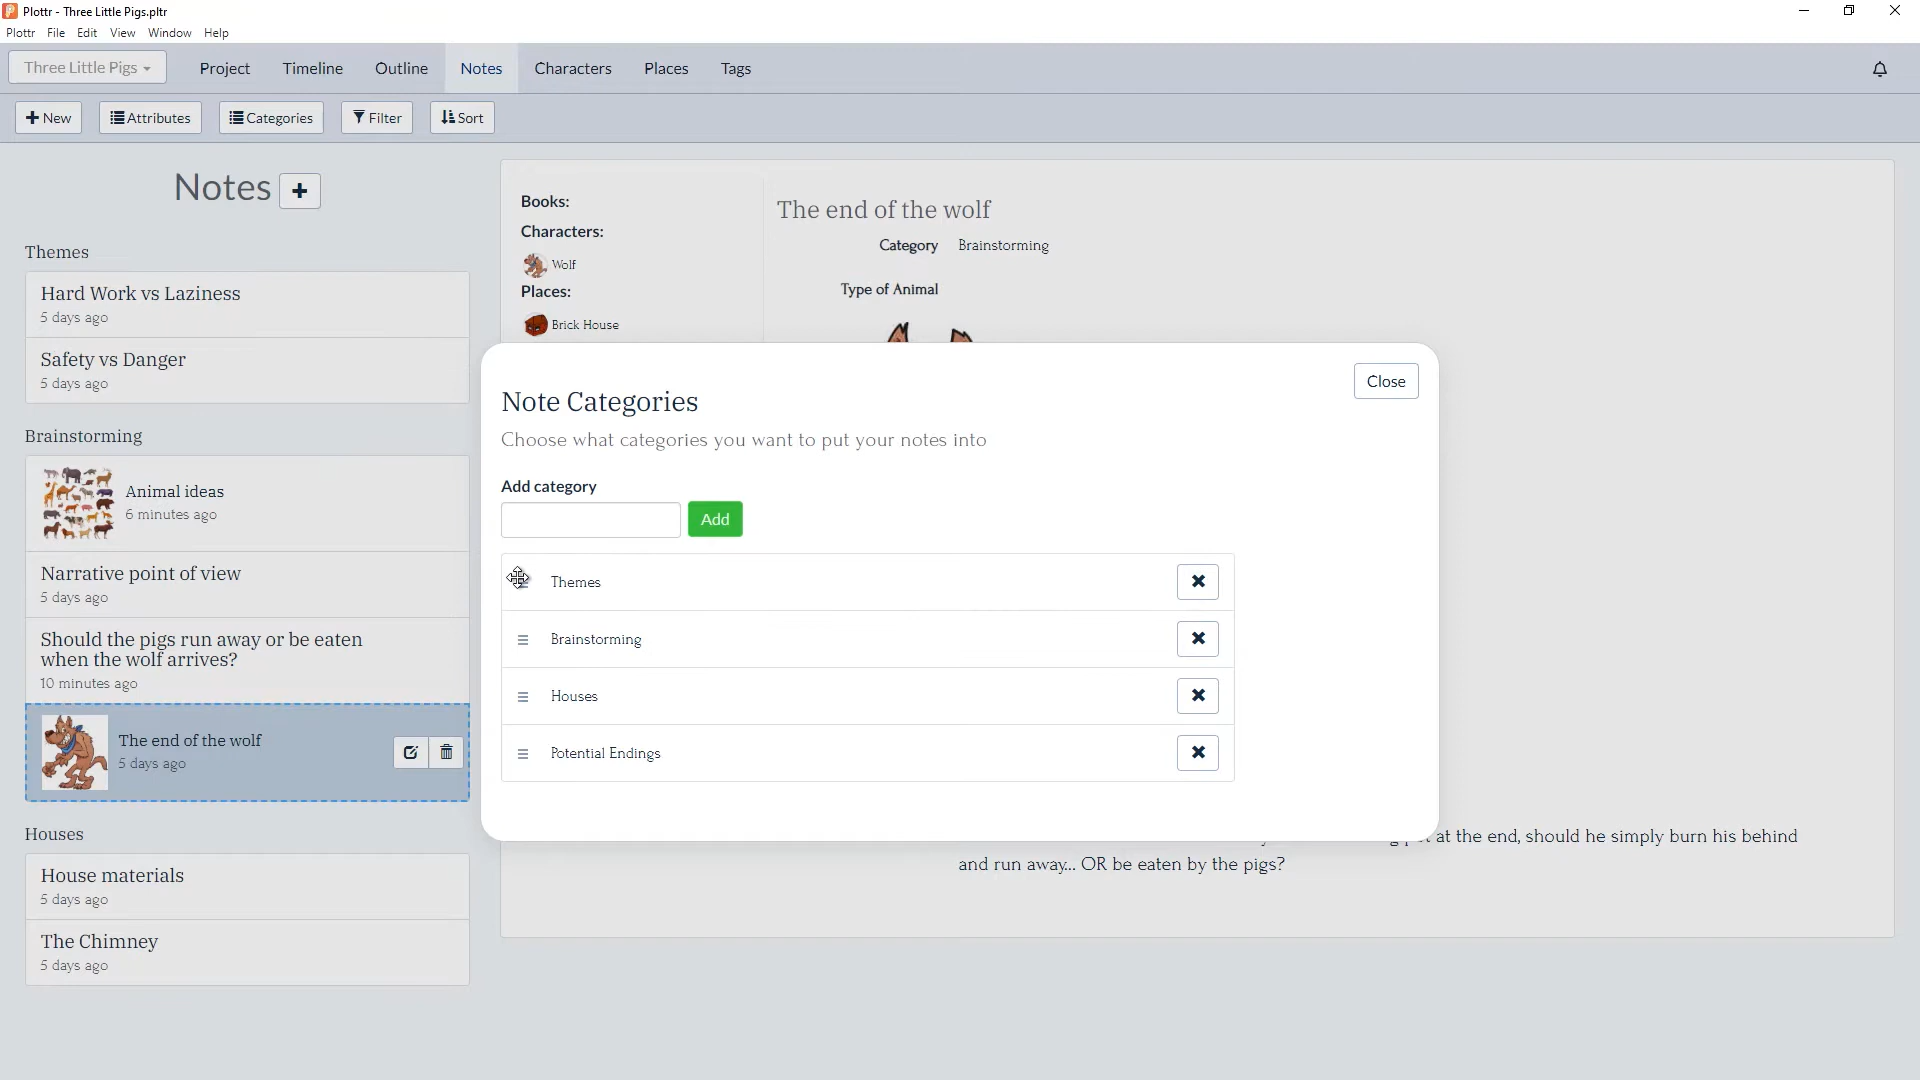 Plottr - Three Little Pigs.pltr
Plottr File Edit View Window Help
Three Little Pigs Project Timeline Outline Notes Characters Places Tags
New Attributes Categories Filter Sort
Notes
Themes
Hard Work vs Laziness
5 days ago
Safety vs Danger
5 days ago
Brainstorming
Animal ideas
6 minutes ago
Narrative point of view
5 days ago
Should the pigs run away or be eaten
when the wolf arrives?
10 minutes ago
The end of the wolf
5 days ago
Houses
House materials
5 days ago
The Chimney
5 days ago
Books:
Characters:
Wolf
Places:
Brick House
The end of the wolf
Category Brainstorming
Type of Animal
Close
Note Categories
Choose what categories you want to put your notes into
Add category
Add
Themes
Brainstorming
Houses
Potential Endings
at the end, should he simply burn his behind
and run away... OR be eaten by the pigs?